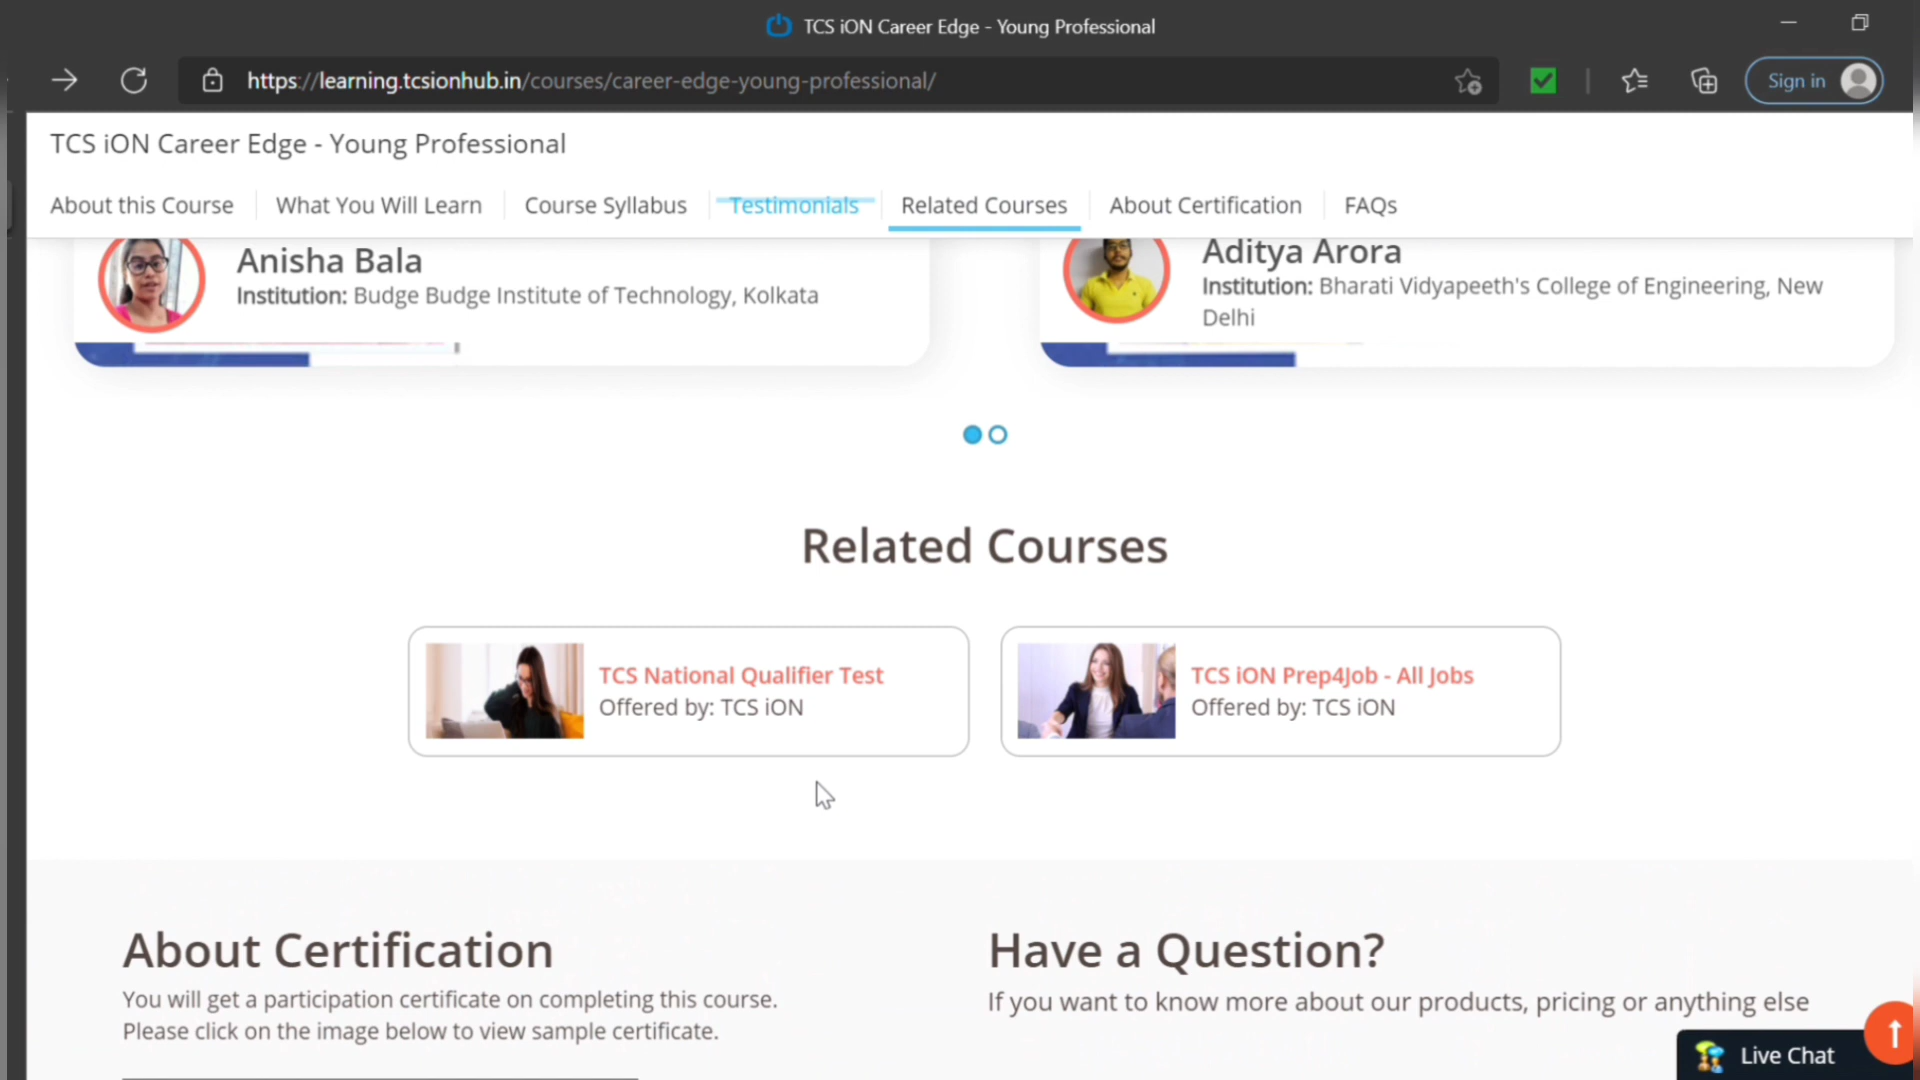 TCS iON Career Edge - Young Professional
https://learning.tcsionhub.in/courses/career-edge-young-professional/
Sign in
TCS iON Career Edge - Young Professional
About this Course
What You Will Learn
Course Syllabus
Testimonials
Related Courses
About Certification
FAQs
Anisha Bala
Institution: Budge Budge Institute of Technology, Kolkata
Aditya Arora
Institution: Bharati Vidyapeeth's College of Engineering, New
Delhi
Related Courses
TCS National Qualifier Test
Offered by: TCS iON
TCS iON Prep4Job - All Jobs
Offered by: TCS iON
About Certification
You will get a participation certificate on completing this course.
Please click on the image below to view sample certificate.
Have a Question?
If you want to know more about our products, pricing or anything else
Live Chat